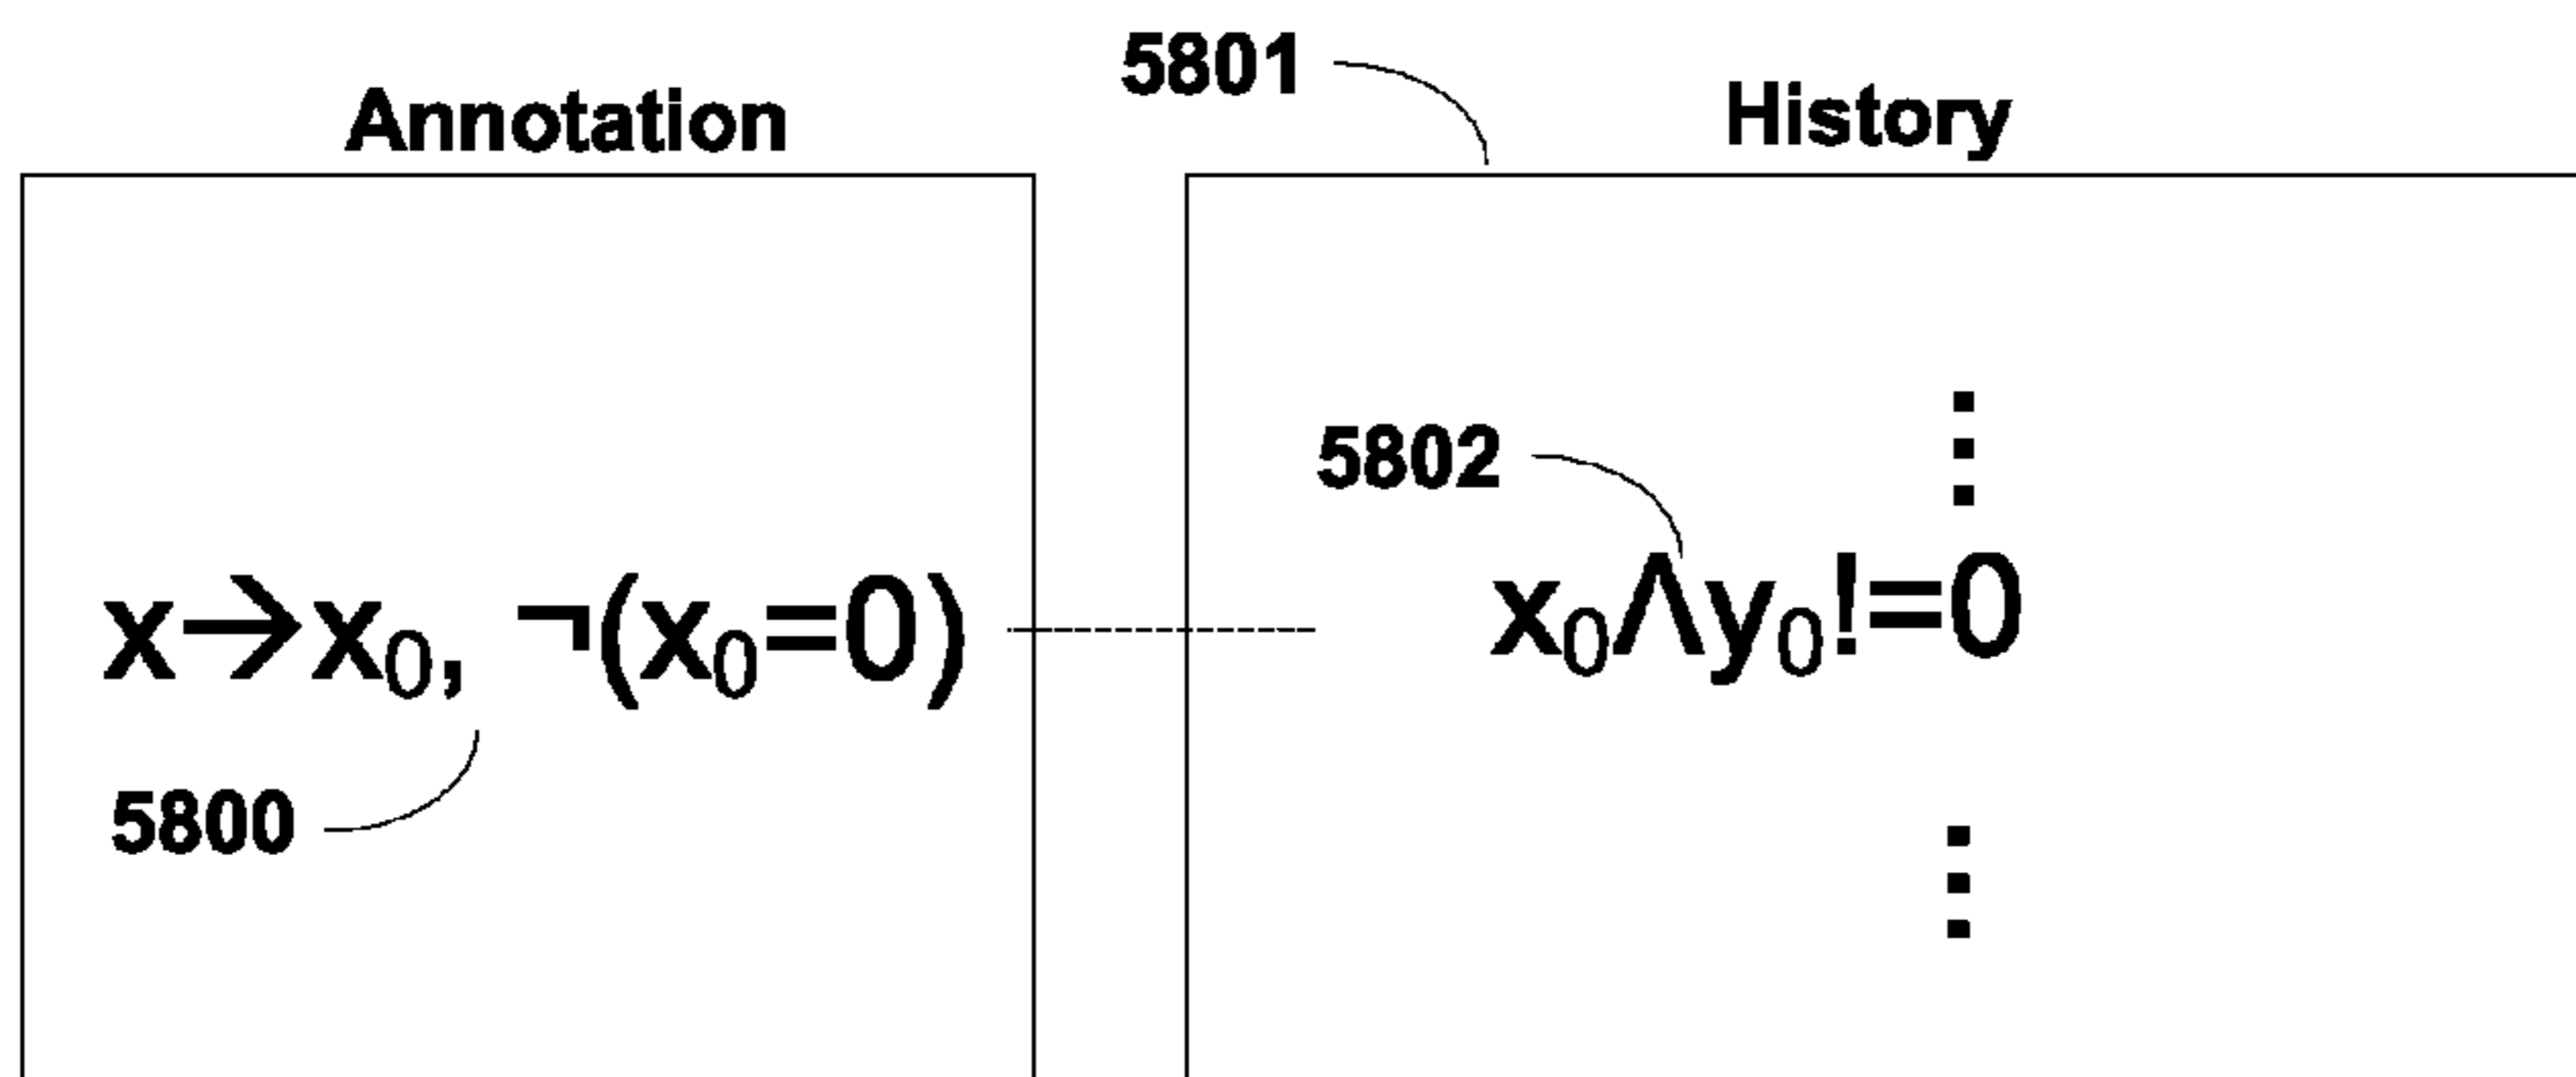 5801
Annotation
History
5802
x→x₀, ¬(x₀=0)
x₀Λy₀!=0
5800